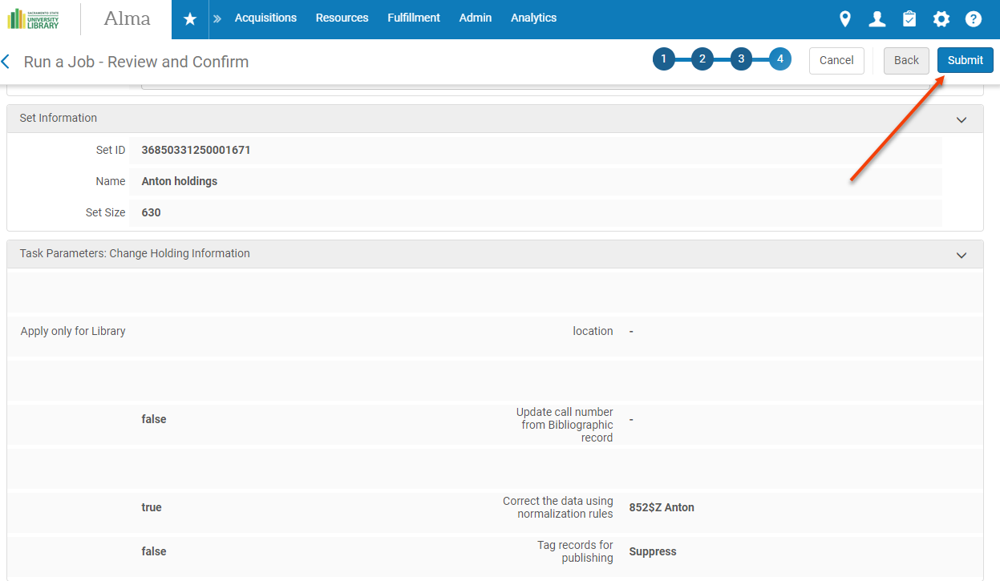 SACRAMENTO STATE
UNIVERSITY
LIBRARY
Alma
Acquisitions Resources Fulfillment Admin Analytics
Run a Job - Review and Confirm
1 2 3 4
Cancel Back Submit
Set Information
Set ID 36850331250001671
Name Anton holdings
Set Size 630
Task Parameters: Change Holding Information
Apply only for Library location -
false Update call number
from Bibliographic -
record
true Correct the data using
normalization rules 852$Z Anton
false Tag records for
publishing Suppress